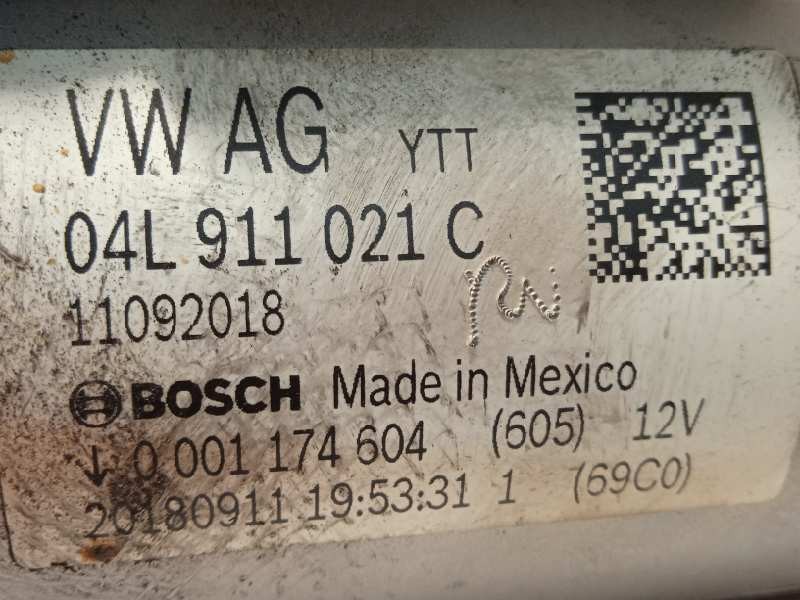 VW AG YTT
04L 911 021 C
11092018
BOSCH Made in Mexico
↓ 0 001 174 604 (605) 12V
20180911 19:53:31 1 (69C0)